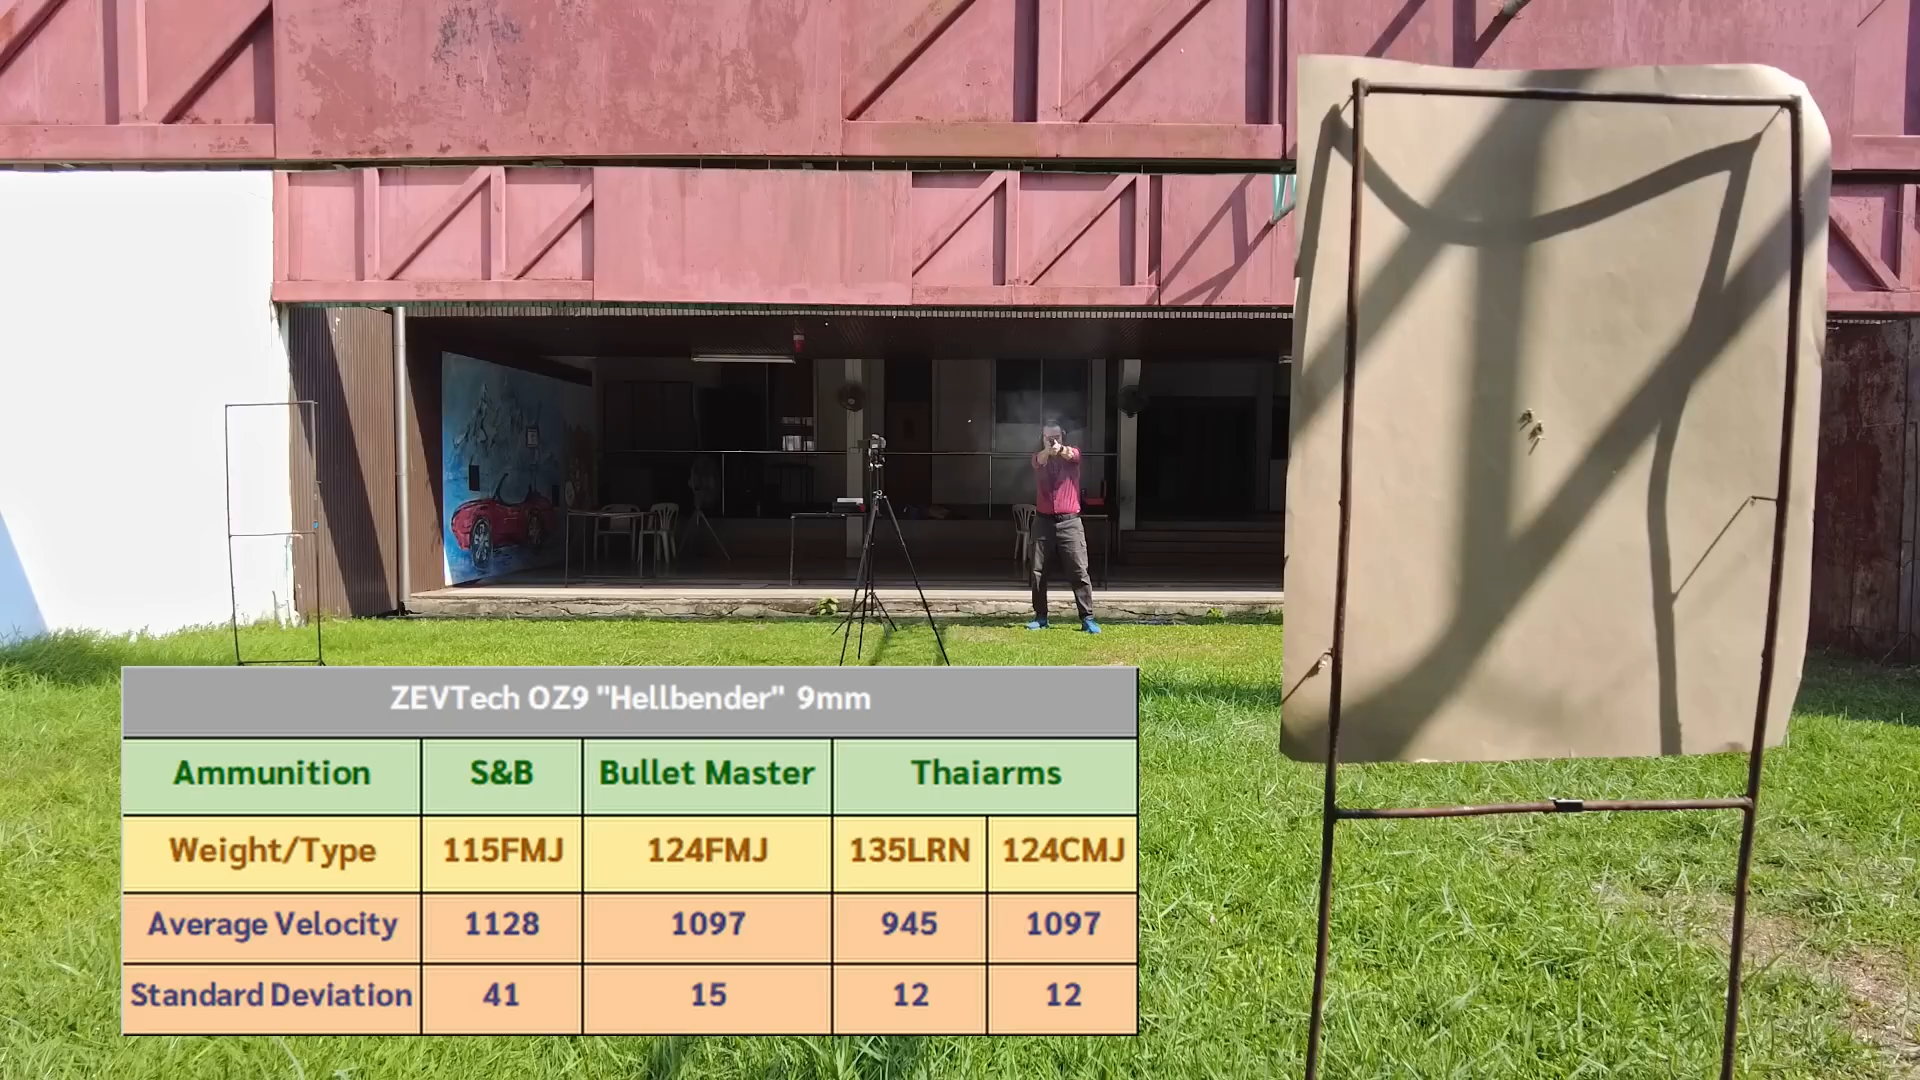 ZEVTech OZ9 "Hellbender" 9mm
Ammunition S&B Bullet Master Thaiarms
Weight/Type 115FMJ 124FMJ 135LRN 124CMJ
Average Velocity 1128 1097 945 1097
Standard Deviation 41 15 12 12